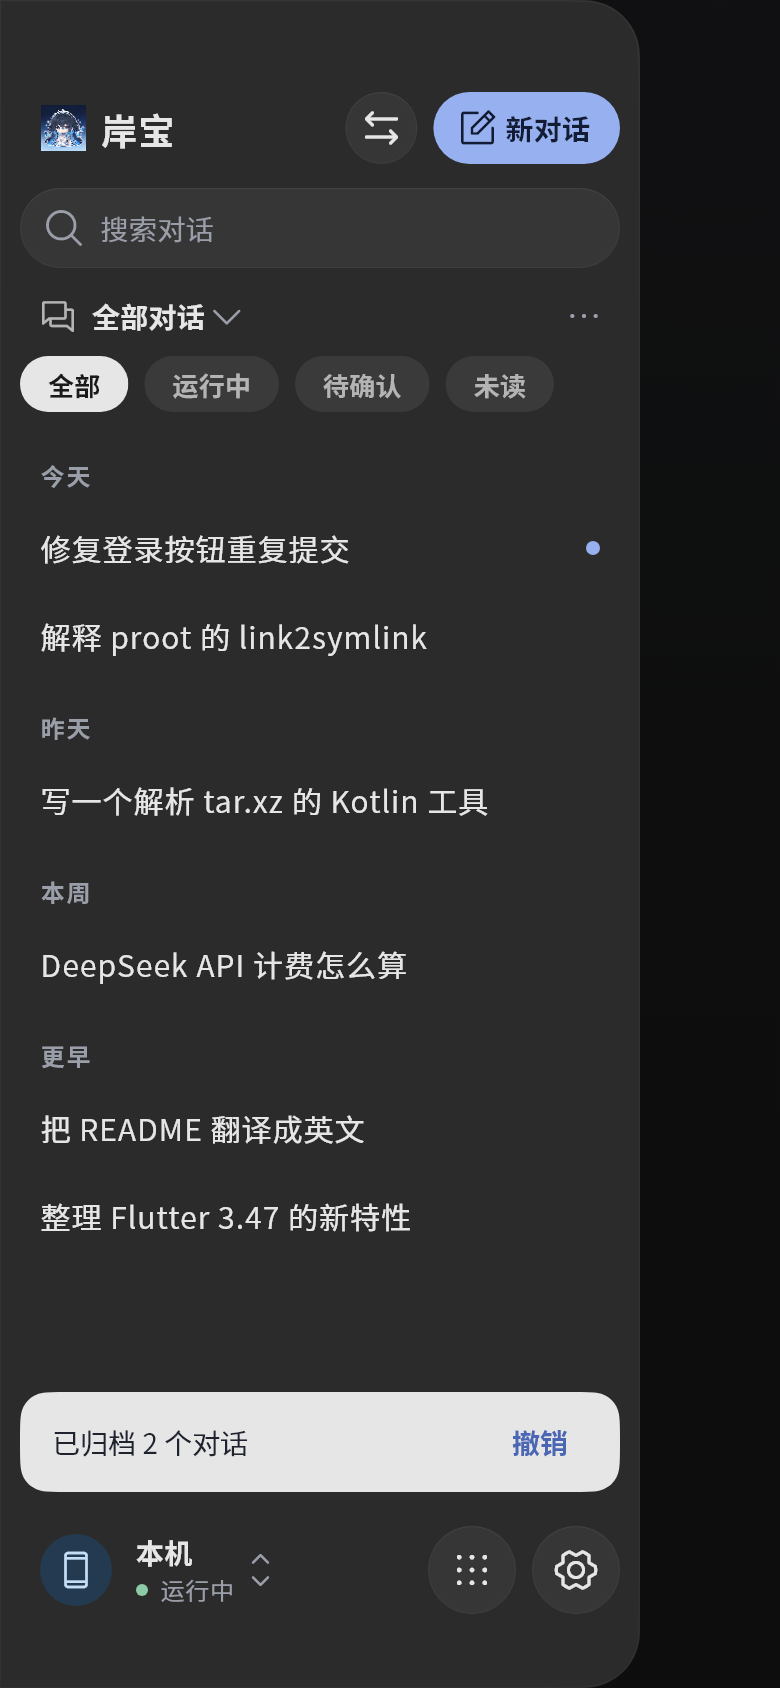 岸宝
新对话
搜索对话
全部对话
全部 运行中 待确认 未读
今天
修复登录按钮重复提交
解释 proot 的 link2symlink
昨天
写一个解析 tar.xz 的 Kotlin 工具
本周
DeepSeek API 计费怎么算
更早
把 README 翻译成英文
整理 Flutter 3.47 的新特性
已归档 2 个对话 撤销
本机
运行中